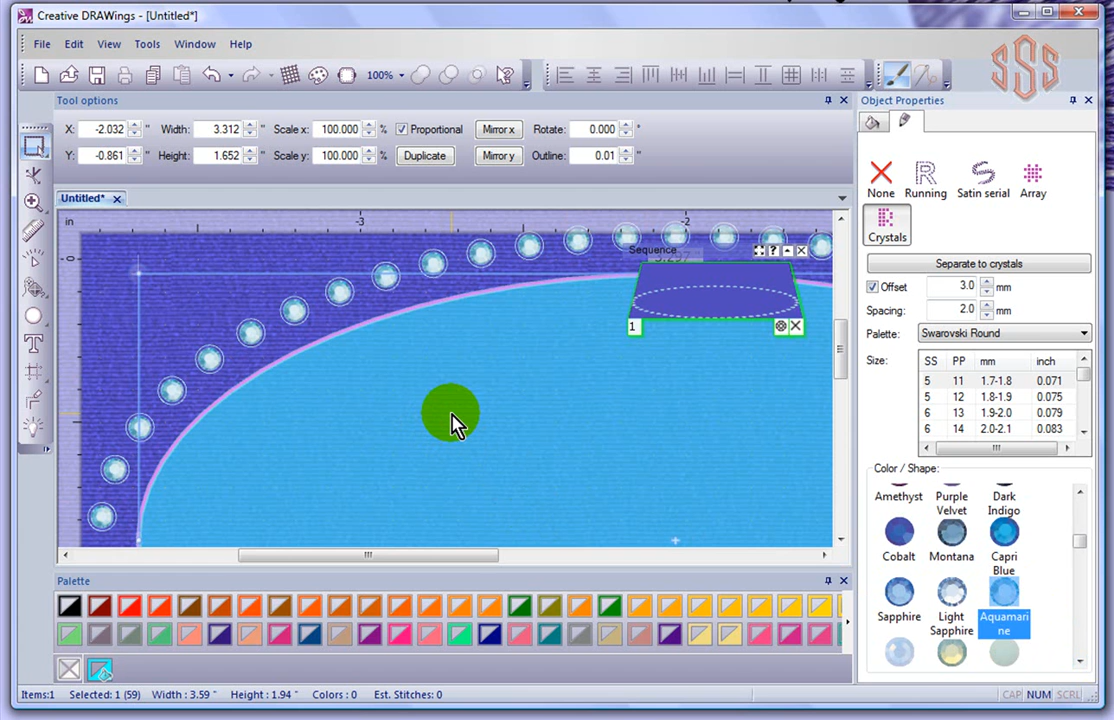 Creative DRAWings - [Untitled*]
File Edit View Tools Window Help
SSS
100%
Tool options
Object Properties
X: -2.032 " Width: 3.312 " Scale x: 100.000 % Proportional Mirror x Rotate: 0.000 °
Y: -0.861 " Height: 1.652 " Scale y: 100.000 % Duplicate Mirror y Outline: 0.01 "
None Running Satin serial Array
Crystals
Untitled*
in -3 -2
0
Sequence
1
Separate to crystals
Offset 3.0 mm
Spacing: 2.0 mm
Palette: Swarovski Round
Size: SS PP mm inch
5 11 1.7-1.8 0.071
5 12 1.8-1.9 0.075
6 13 1.9-2.0 0.079
6 14 2.0-2.1 0.083
Color / Shape:
Amethyst Purple Velvet Dark Indigo
Cobalt Montana Capri Blue
Sapphire Light Sapphire Aquamarine
Palette
Items:1 Selected: 1 (59) Width : 3.59 " Height : 1.94 " Colors : 0 Est. Stitches: 0 CAP NUM SCRL